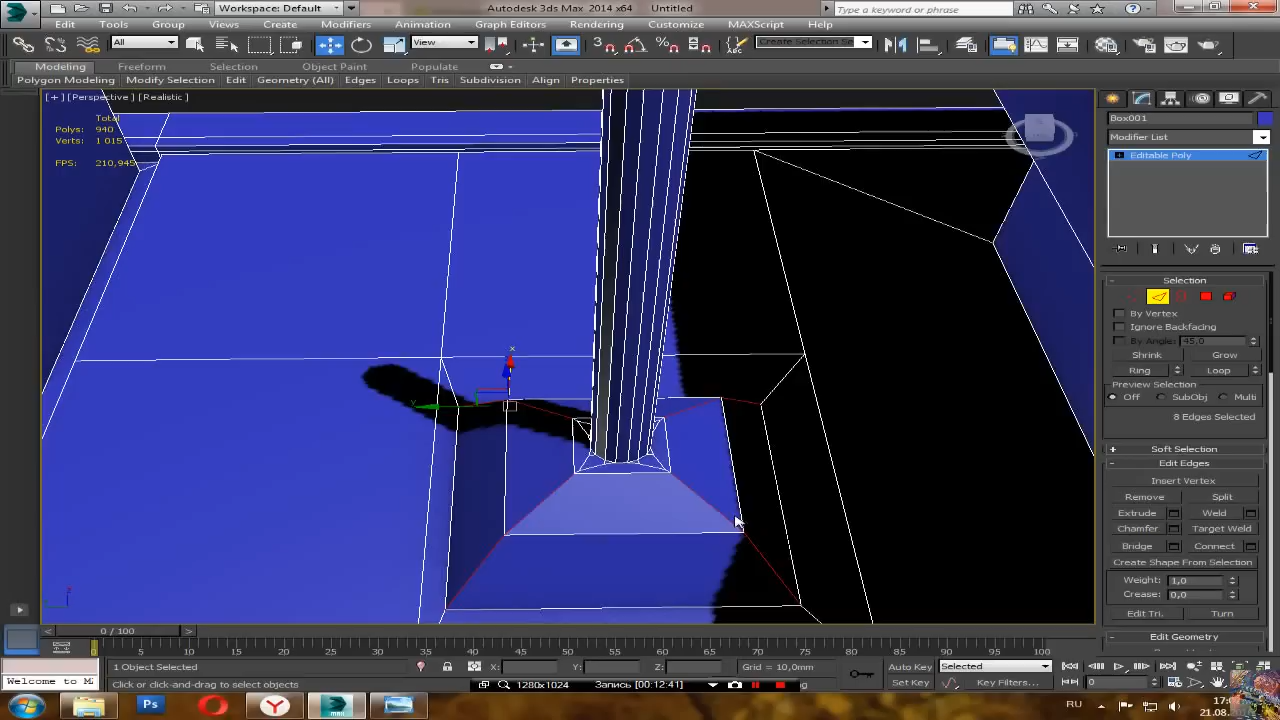 Workspace: Default
Autodesk 3ds Max 2014 x64    Untitled
Type a keyword or phrase
Edit Tools Group Views Create Modifiers Animation Graph Editors Rendering Customize MAXScript Help
All View Create Selection Se
Modeling Freeform Selection Object Paint Populate
Polygon Modeling Modify Selection Edit Geometry (All) Edges Loops Tris Subdivision Align Properties
[+] [Perspective] [Realistic]
Total
Polys: 940
Verts: 1 015
FPS: 210,945
Box001
Modifier List
Editable Poly
Selection
By Vertex
Ignore Backfacing
By Angle: 45,0
Shrink Grow
Ring Loop
Preview Selection
Off SubObj Multi
8 Edges Selected
Soft Selection
Edit Edges
Insert Vertex
Remove Split
Extrude Weld
Chamfer Target Weld
Bridge Connect
Create Shape From Selection
Weight: 1,0
Crease: 0,0
Edit Tri. Turn
Edit Geometry
x
y
z
0 / 100
0 5 10 15 20 25 30 35 40 45 50 55 60 65 70 75 80 85 90 95 100
1 Object Selected X: Y: Z: Grid = 10,0mm Auto Key Selected
Welcome to MA Click or click-and-drag to select objects 1280x1024 Запись [00:12:41] Set Key Key Filters... 0
RU
21.08.